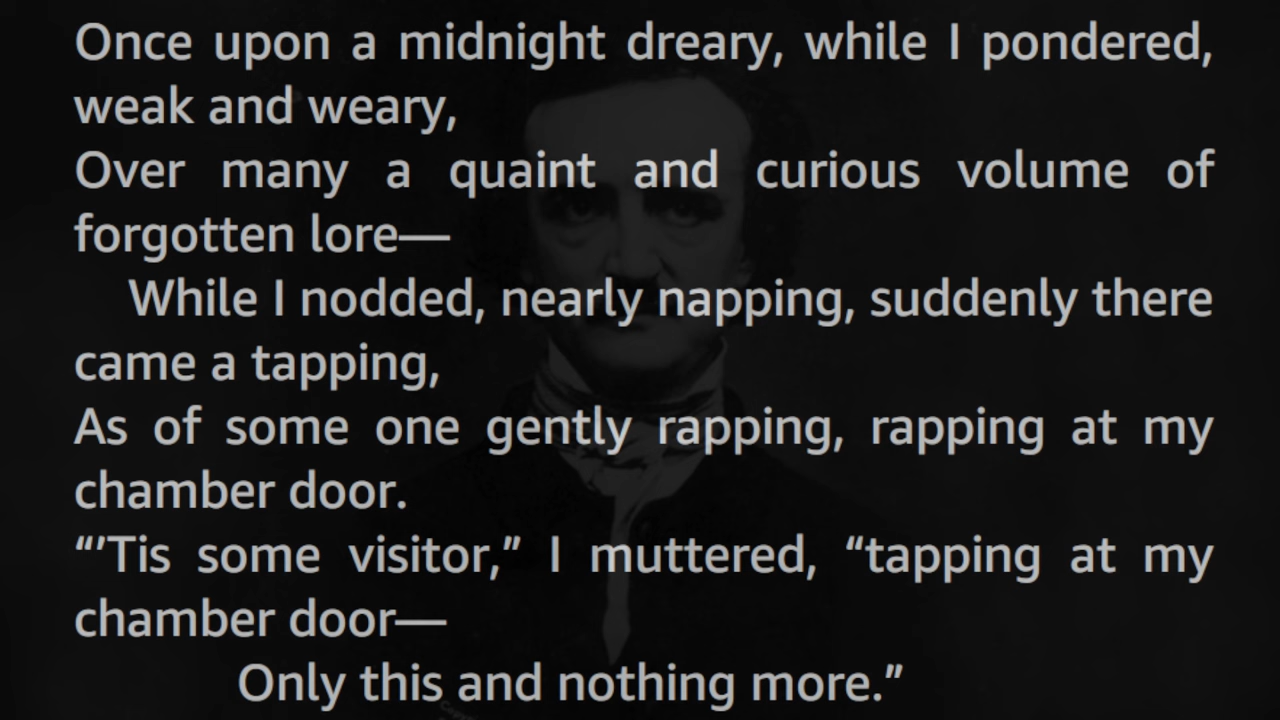 Once upon a midnight dreary, while I pondered,
weak and weary,
Over many a quaint and curious volume of
forgotten lore—
While I nodded, nearly napping, suddenly there
came a tapping,
As of some one gently rapping, rapping at my
chamber door.
“’Tis some visitor,” I muttered, “tapping at my
chamber door—
Only this and nothing more.”